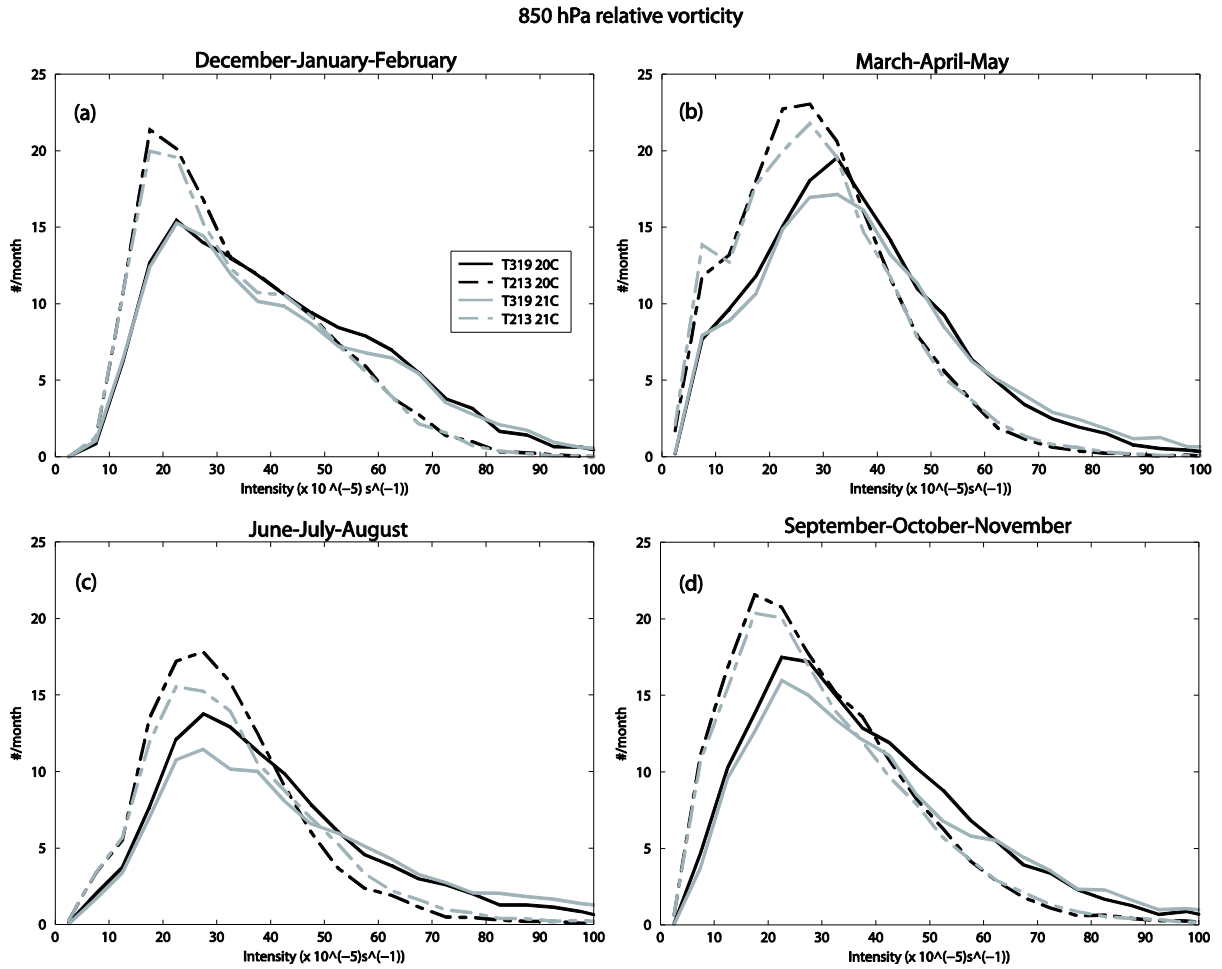 850 hPa relative vorticity
December-January-February
(a)
25
20
15
10
5
0
#/month
T319 20C
T213 20C
T319 21C
T213 21C
0 10 20 30 40 50 60 70 80 90 100
Intensity (x 10 ^(−5) s^(−1))
March-April-May
(b)
25
20
15
10
5
0
#/month
0 10 20 30 40 50 60 70 80 90 100
Intensity (x 10^(−5)s^(−1))
June-July-August
(c)
25
20
15
10
5
0
#/month
0 10 20 30 40 50 60 70 80 90 100
Intensity (x 10^(−5)s^(−1))
September-October-November
(d)
25
20
15
10
5
0
#/month
0 10 20 30 40 50 60 70 80 90 100
Intensity (x 10^(−5)s^(−1))